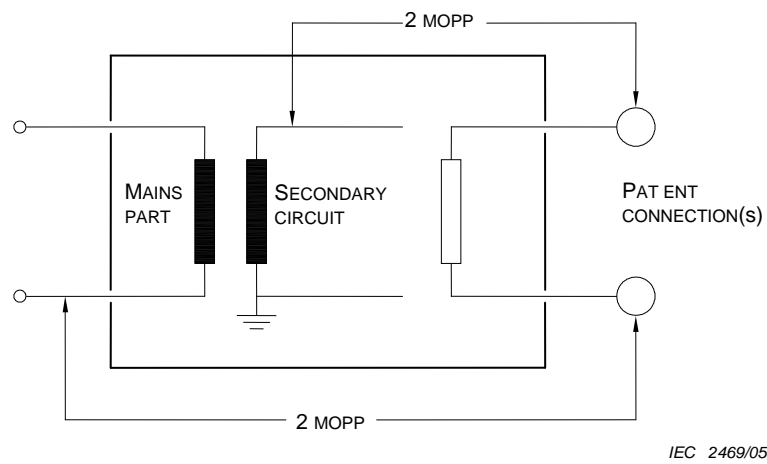 2 MOPP
MAINS
PART
SECONDARY
CIRCUIT
PAT ENT
CONNECTION(s)
2 MOPP
IEC 2469/05